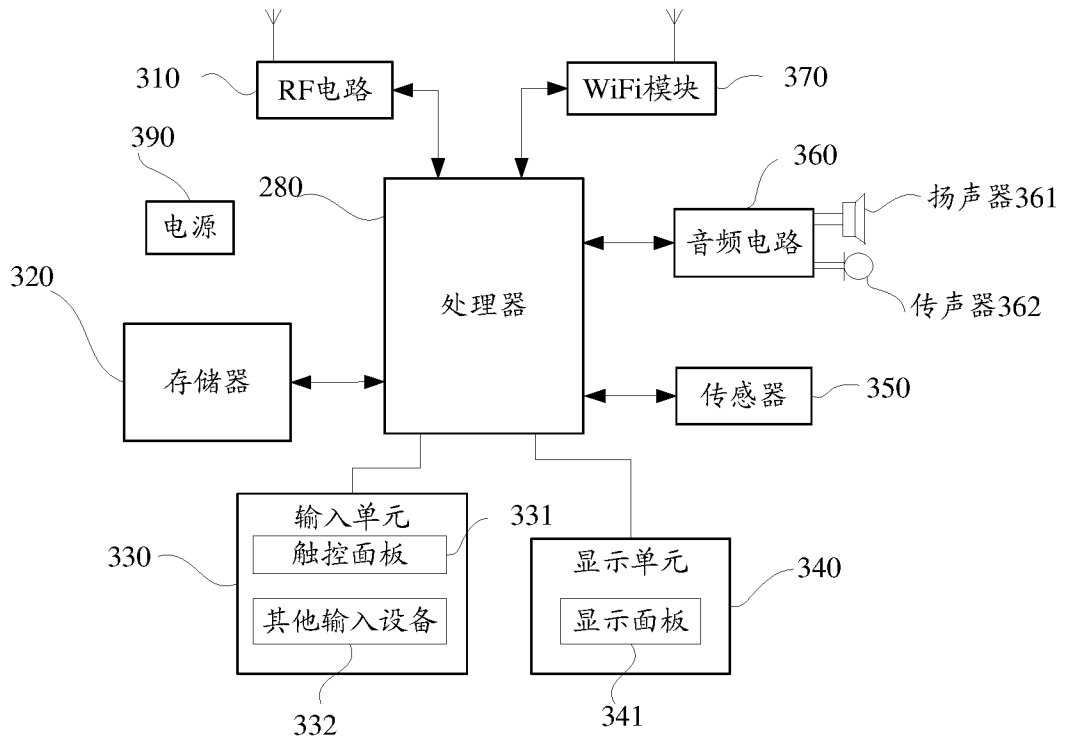 310
RF电路
WiFi模块
370
390
电源
280
处理器
360
音频电路
扬声器361
传声器362
320
存储器
传感器
350
330
输入单元
触控面板
331
其他输入设备
332
显示单元
340
显示面板
341